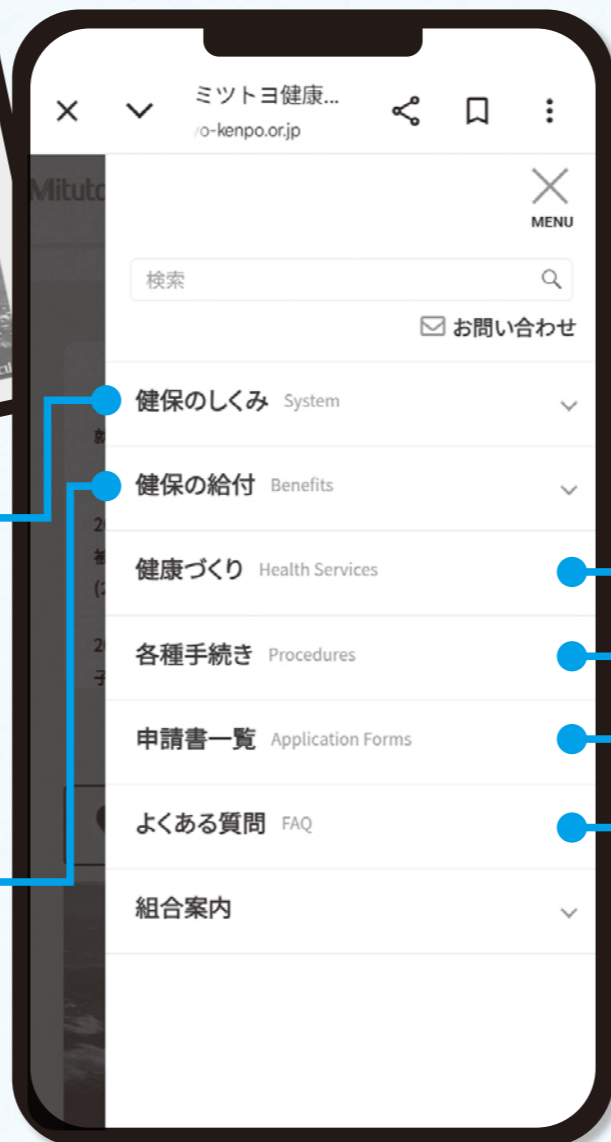 ミツトヨ健康...
o-kenpo.or.jp
Mituto
MENU
検索
お問い合わせ
健保のしくみ System
健保の給付 Benefits
健康づくり Health Services
各種手続き Procedures
申請書一覧 Application Forms
よくある質問 FAQ
組合案内